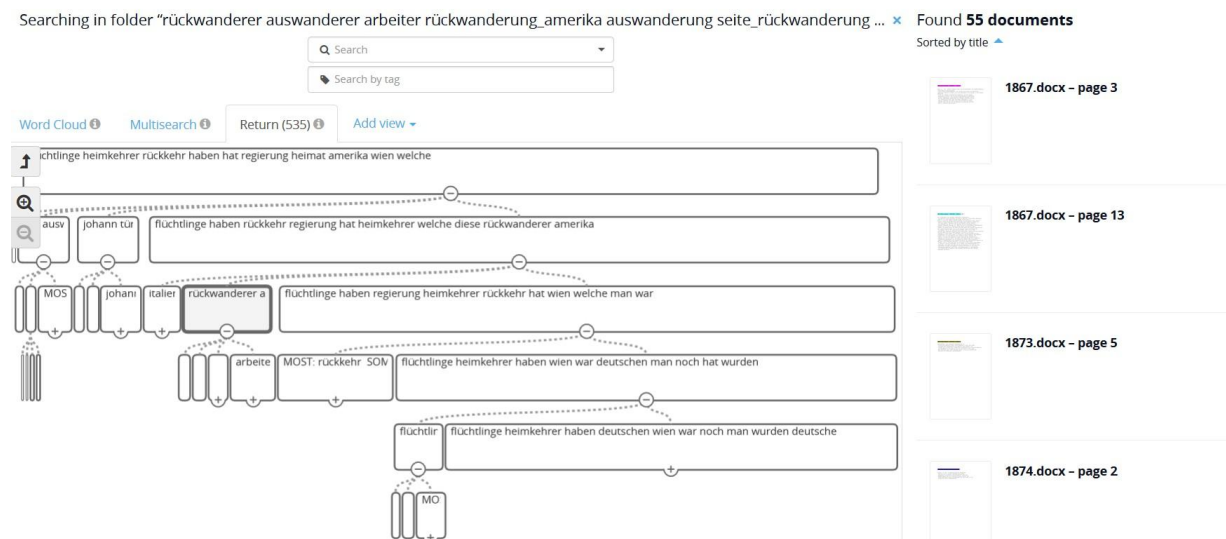 Searching in folder "rückwanderer auswanderer arbeiter rückwanderung_amerika auswanderung seite_rückwanderung ... ×
Found 55 documents
Sorted by title
Search
Search by tag
Word Cloud
Multisearch
Return (535)
Add view
chtlinge heimkehrer rückkehr haben hat regierung heimat amerika wien welche
ausw
johann tür
flüchtlinge haben rückkehr regierung hat heimkehrer welche diese rückwanderer amerika
MOS
johann
italier
rückwanderer a
flüchtlinge haben regierung heimkehrer rückkehr hat wien welche man war
arbeite
MOST: rückkehr SOM
flüchtlinge heimkehrer haben wien war deutschen man noch hat wurden
flüchtlir
flüchtlinge heimkehrer haben deutschen wien war noch man wurden deutsche
MO
1867.docx – page 3
1867.docx – page 13
1873.docx – page 5
1874.docx – page 2